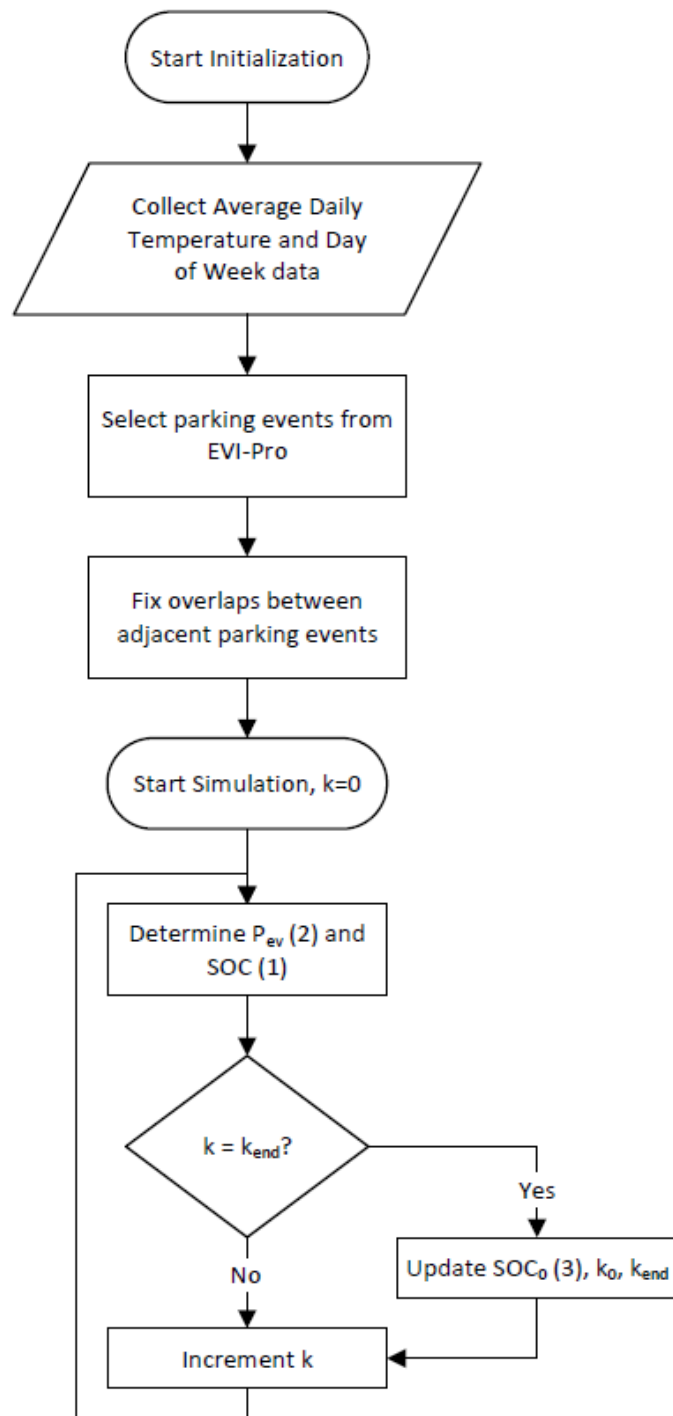 Start Initialization
Collect Average Daily
Temperature and Day
of Week data
Select parking events from
EVI-Pro
Fix overlaps between
adjacent parking events
Start Simulation, k=0
Determine Pₑᵥ (2) and
SOC (1)
k = kₑₙd?
Yes
No
Update SOC₀ (3), k₀, kₑₙd
Increment k